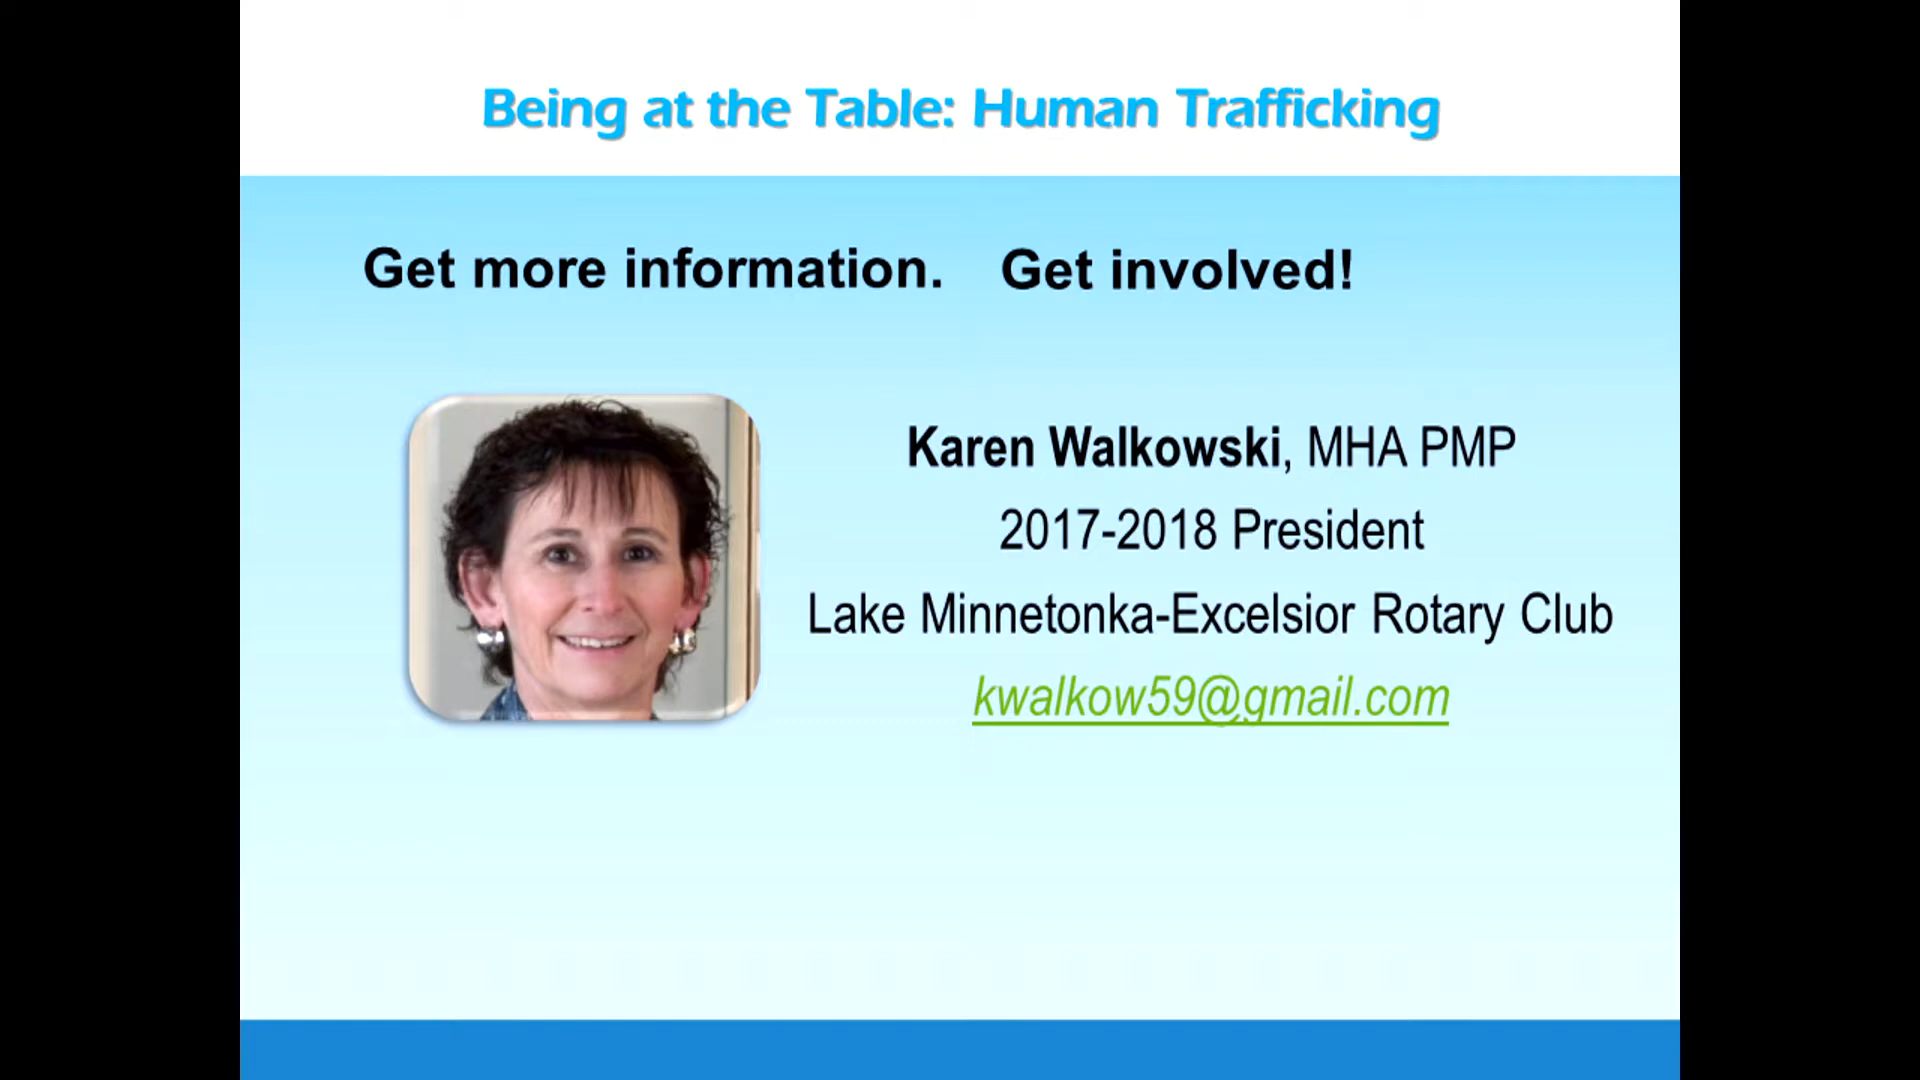 Being at the Table: Human Trafficking
Get more information. Get involved!
Karen Walkowski, MHA PMP
2017-2018 President
Lake Minnetonka-Excelsior Rotary Club
kwalkow59@gmail.com